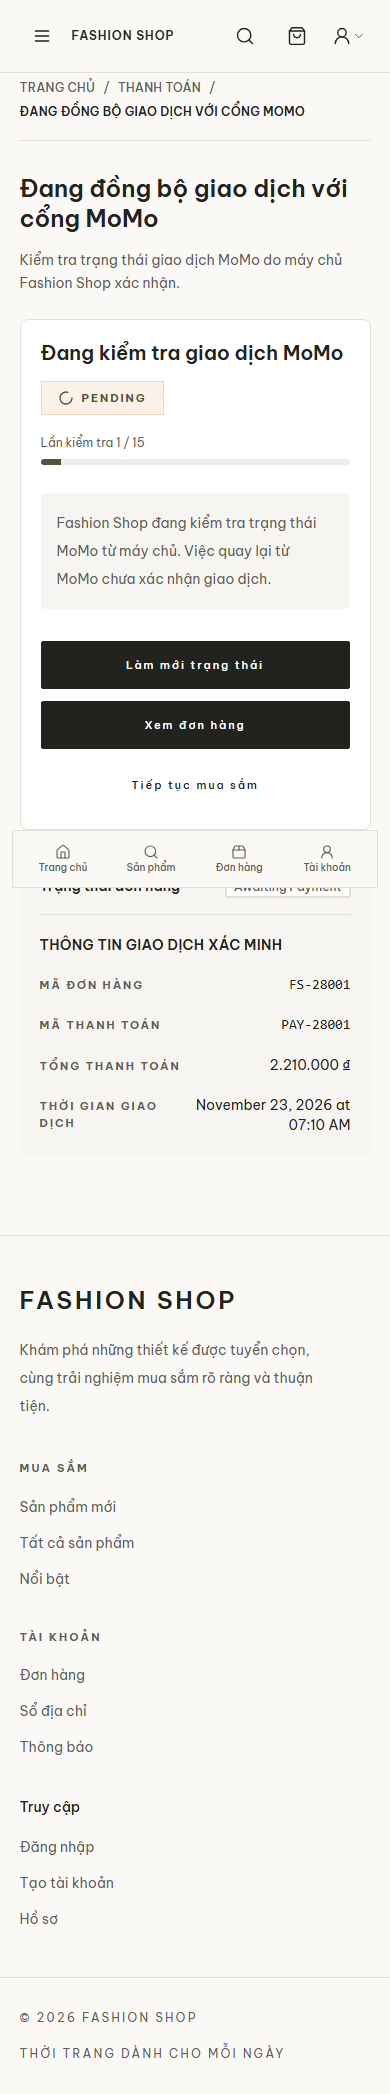 FASHION SHOP
TRANG CHỦ / THANH TOÁN /
ĐANG ĐỒNG BỘ GIAO DỊCH VỚI CỔNG MOMO
Đang đồng bộ giao dịch với
cổng MoMo
Kiểm tra trạng thái giao dịch MoMo do máy chủ
Fashion Shop xác nhận.
Đang kiểm tra giao dịch MoMo
PENDING
Lần kiểm tra 1 / 15
Fashion Shop đang kiểm tra trạng thái
MoMo từ máy chủ. Việc quay lại từ
MoMo chưa xác nhận giao dịch.
Làm mới trạng thái
Xem đơn hàng
Tiếp tục mua sắm
Trang chủ Sản phẩm Đơn hàng Tài khoản
Trạng thái đơn hàng Awaiting Payment
THÔNG TIN GIAO DỊCH XÁC MINH
MÃ ĐƠN HÀNG FS-28001
MÃ THANH TOÁN PAY-28001
TỔNG THANH TOÁN 2.210.000 ₫
THỜI GIAN GIAO DỊCH November 23, 2026 at
07:10 AM
FASHION SHOP
Khám phá những thiết kế được tuyển chọn,
cùng trải nghiệm mua sắm rõ ràng và thuận
tiện.
MUA SẮM
Sản phẩm mới
Tất cả sản phẩm
Nổi bật
TÀI KHOẢN
Đơn hàng
Sổ địa chỉ
Thông báo
Truy cập
Đăng nhập
Tạo tài khoản
Hồ sơ
© 2026 FASHION SHOP
THỜI TRANG DÀNH CHO MỖI NGÀY